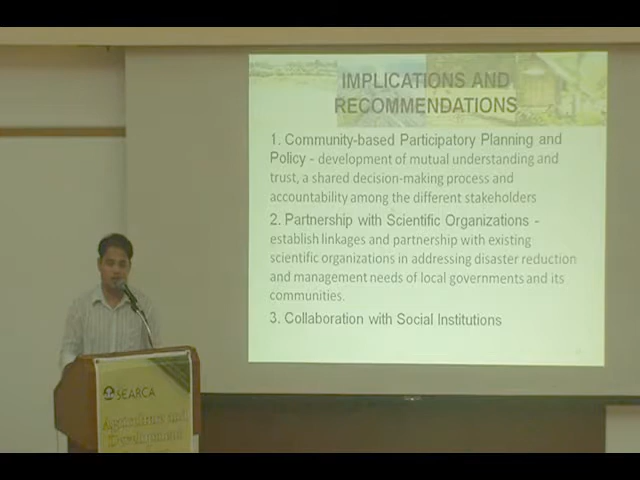 IMPLICATIONS AND
RECOMMENDATIONS
1. Community-based Participatory Planning and
Policy - development of mutual understanding and
trust, a shared decision-making process and
accountability among the different stakeholders
2. Partnership with Scientific Organizations -
establish linkages and partnership with existing
scientific organizations in addressing disaster reduction
and management needs of local governments and its
communities.
3. Collaboration with Social Institutions
SEARCA
Agriculture and
Development